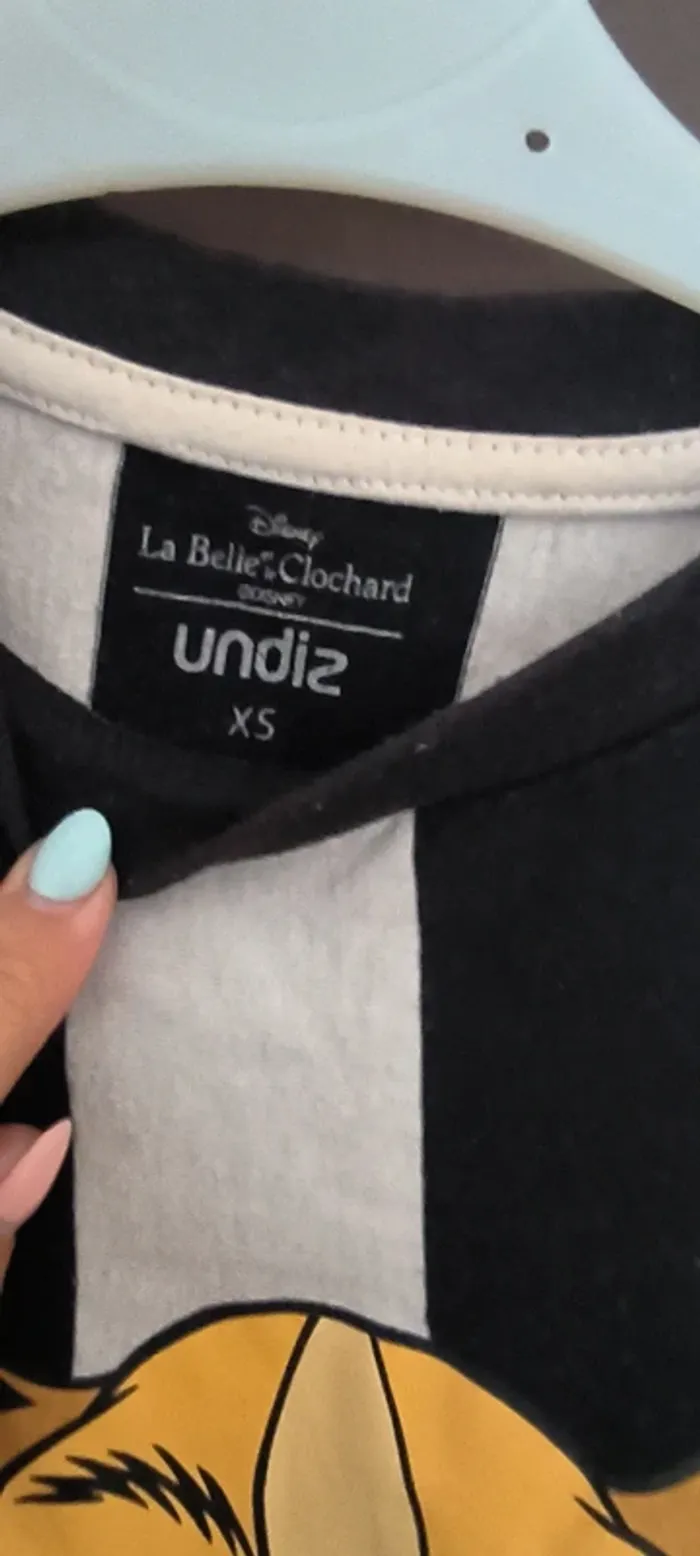 Disney
La Belle et le Clochard
©DISNEY
undiz
XS